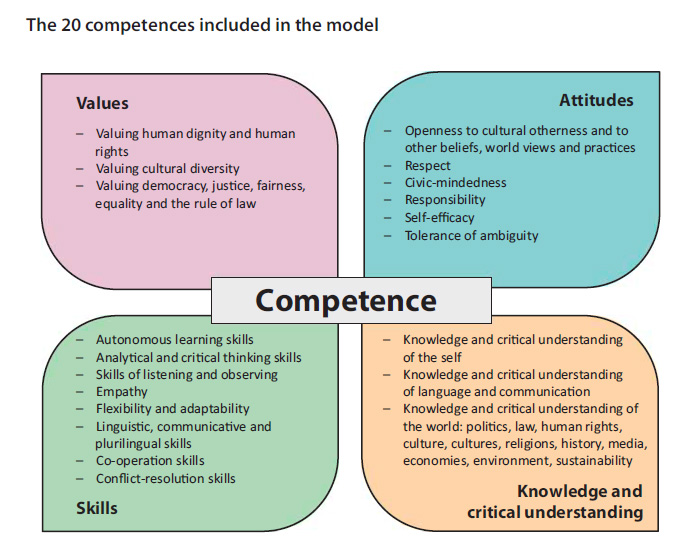 The 20 competences included in the model
Values
– Valuing human dignity and human
rights
– Valuing cultural diversity
– Valuing democracy, justice, fairness,
equality and the rule of law
Attitudes
– Openness to cultural otherness and to
other beliefs, world views and practices
– Respect
– Civic-mindedness
– Responsibility
– Self-efficacy
– Tolerance of ambiguity
Competence
– Autonomous learning skills
– Analytical and critical thinking skills
– Skills of listening and observing
– Empathy
– Flexibility and adaptability
– Linguistic, communicative and
plurilingual skills
– Co-operation skills
– Conflict-resolution skills
Skills
– Knowledge and critical understanding
of the self
– Knowledge and critical understanding
of language and communication
– Knowledge and critical understanding of
the world: politics, law, human rights,
culture, cultures, religions, history, media,
economies, environment, sustainability
Knowledge and
critical understanding